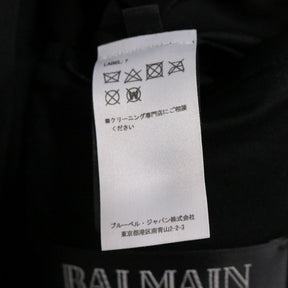 LABEL: 7
W
■クリーニング専門店にご相談
ください
ブルーベル・ジャパン株式会社
東京都港区南青山2-2-3
BALMAIN